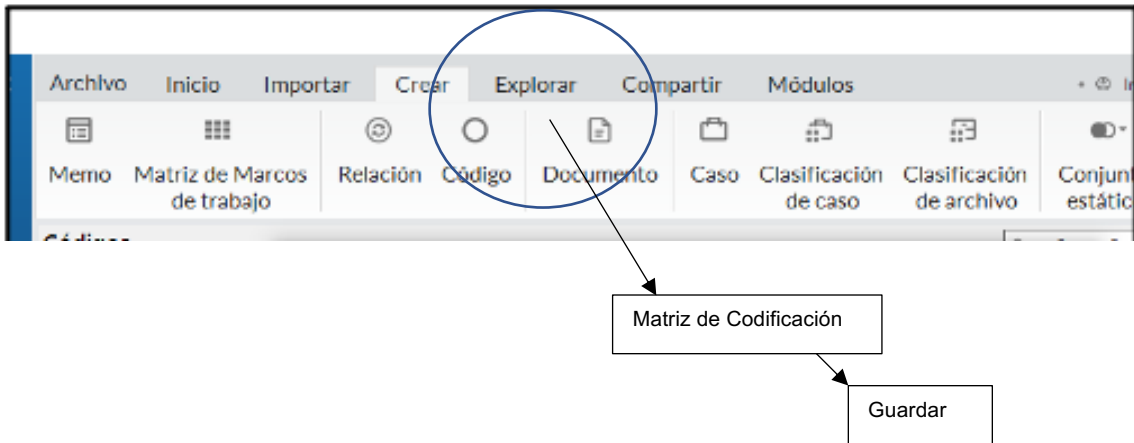 Archivo Inicio Importar Crear Explorar Compartir Módulos
Memo Matriz de Marcos de trabajo Relación Código Documento Caso Clasificación de caso Clasificación de archivo
Matriz de Codificación
Guardar